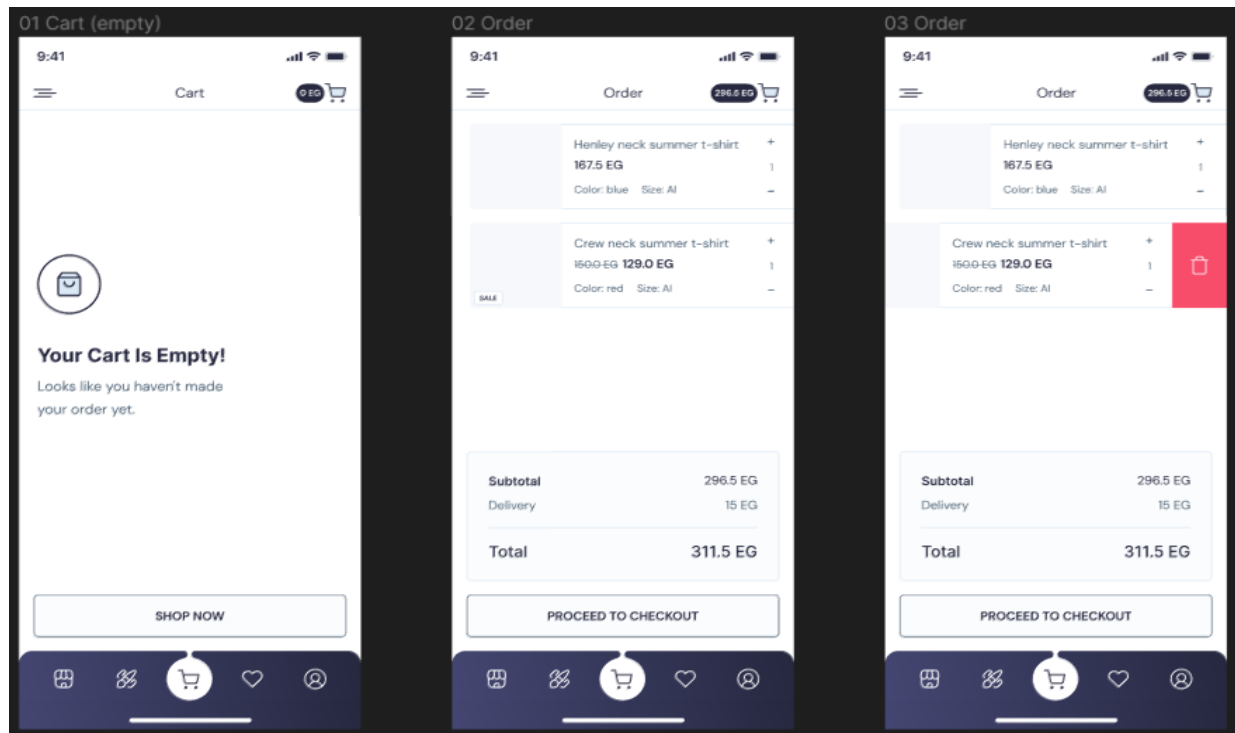 01 Cart (empty)
9:41
Cart
0 EG
Your Cart Is Empty!
Looks like you haven't made
your order yet.
SHOP NOW
02 Order
9:41
Order
296.5 EG
Henley neck summer t-shirt
+
167.5 EG
1
Color: blue Size: Al
–
Crew neck summer t-shirt
+
150.0 EG 129.0 EG
1
Color: red Size: Al
–
SALE
Subtotal 296.5 EG
Delivery 15 EG
Total 311.5 EG
PROCEED TO CHECKOUT
03 Order
9:41
Order
296.5 EG
Henley neck summer t-shirt
+
167.5 EG
1
Color: blue Size: Al
–
Crew neck summer t-shirt
+
150.0 EG 129.0 EG
1
Color: red Size: Al
–
Subtotal 296.5 EG
Delivery 15 EG
Total 311.5 EG
PROCEED TO CHECKOUT